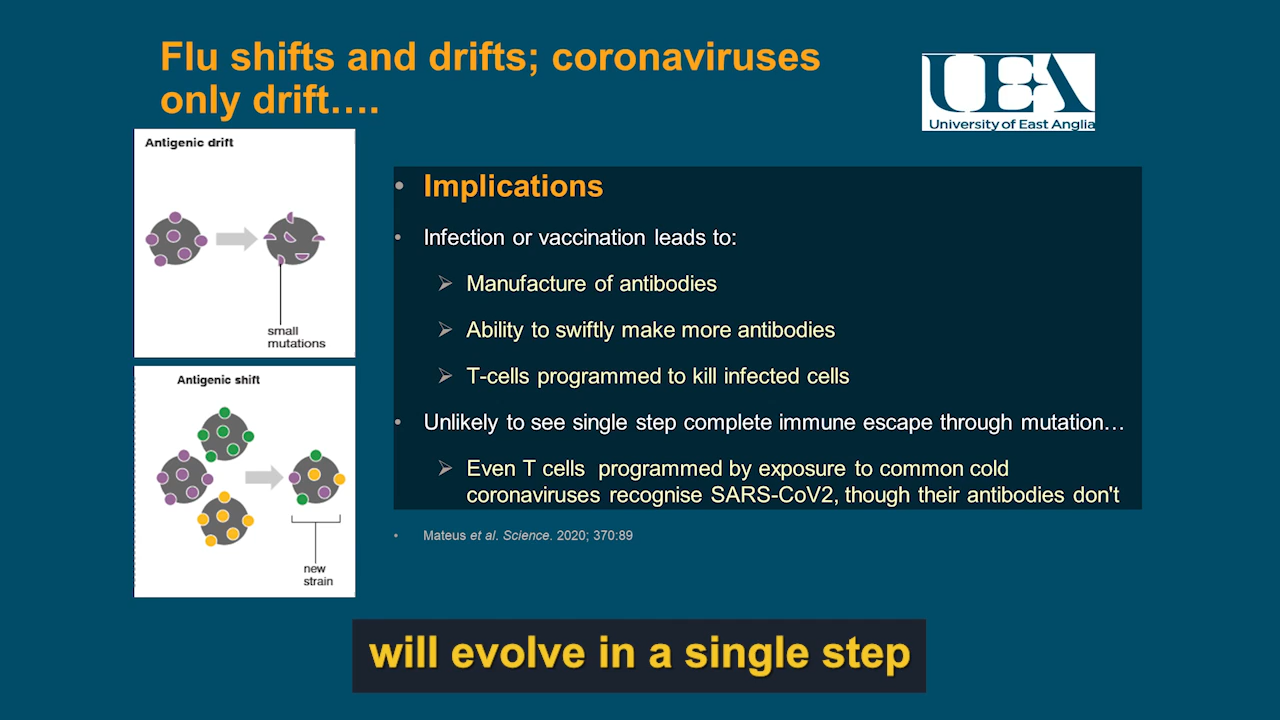 Flu shifts and drifts; coronaviruses
only drift….
UEA
University of East Anglia
Antigenic drift
small
mutations
Antigenic shift
new
strain
• Implications
• Infection or vaccination leads to:
➢ Manufacture of antibodies
➢ Ability to swiftly make more antibodies
➢ T-cells programmed to kill infected cells
• Unlikely to see single step complete immune escape through mutation…
➢ Even T cells programmed by exposure to common cold
coronaviruses recognise SARS-CoV2, though their antibodies don't
• Mateus et al. Science. 2020; 370:89
will evolve in a single step